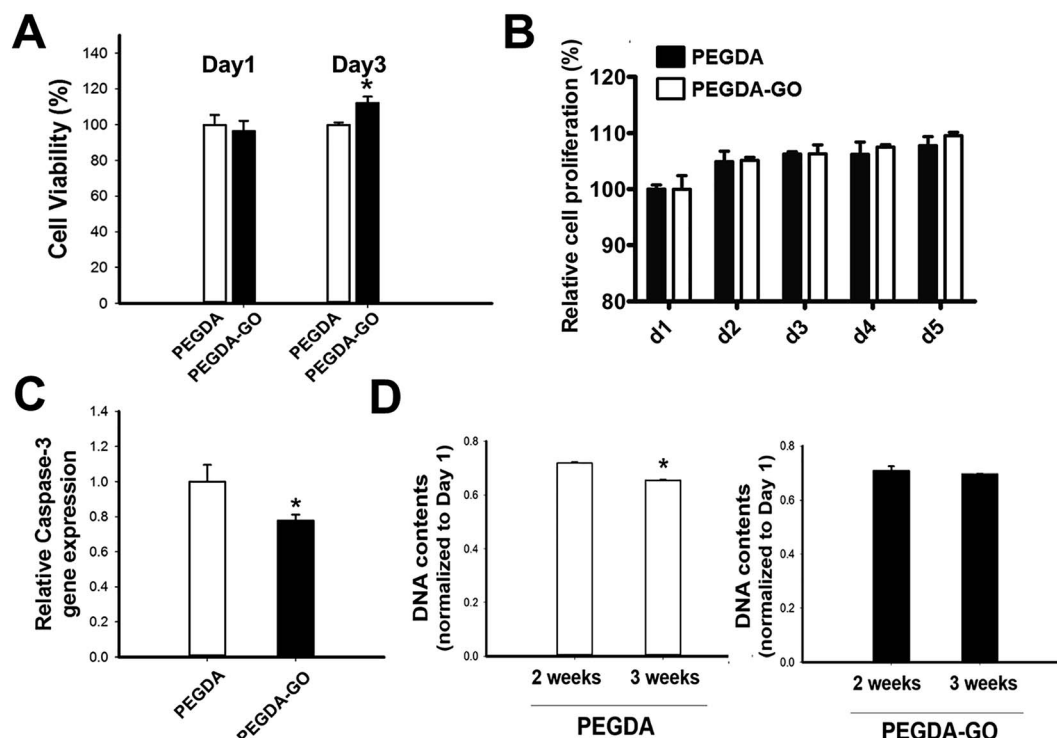 A
Cell Viability (%)
140
120
100
80
60
40
20
0
Day1
Day3
*
PEGDA
PEGDA-GO
PEGDA
PEGDA-GO
B
Relative cell proliferation (%)
PEGDA
PEGDA-GO
120
110
100
90
80
d1
d2
d3
d4
d5
C
Relative Caspase-3
gene expression
1.4
1.2
1.0
0.8
0.6
0.4
0.2
0.0
*
PEGDA
PEGDA-GO
D
DNA contents
(normalized to Day 1)
0.8
0.6
0.4
0.2
0.0
*
2 weeks
3 weeks
PEGDA
DNA contents
(normalized to Day 1)
0.8
0.6
0.4
0.2
0.0
2 weeks
3 weeks
PEGDA-GO